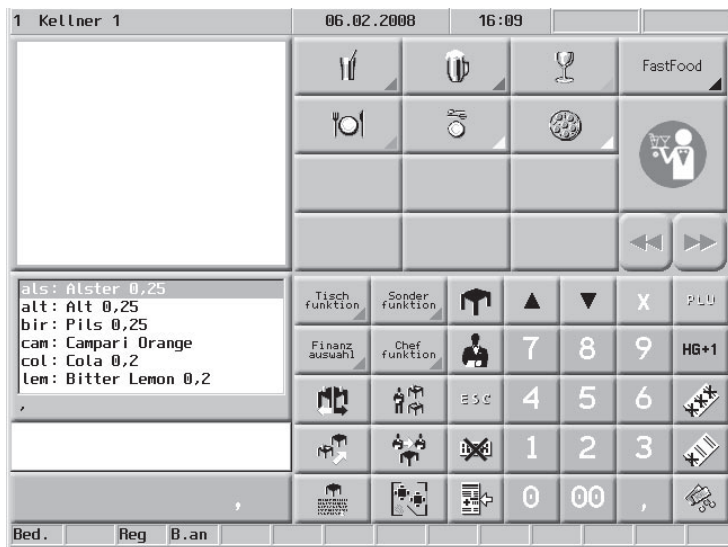 1 Kellner 1 06.02.2008 16:09
FastFood
als: Alster 0,25
alt: Alt 0,25
bir: Pils 0,25
cam: Campari Orange
col: Cola 0,2
lem: Bitter Lemon 0,2
,
,
Tisch funktion Sonder funktion X PLU
Finanz auswahl Chef funktion 7 8 9 HG+1
ESC 4 5 6
1 2 3
0 00 ,
Bed. Reg B.an